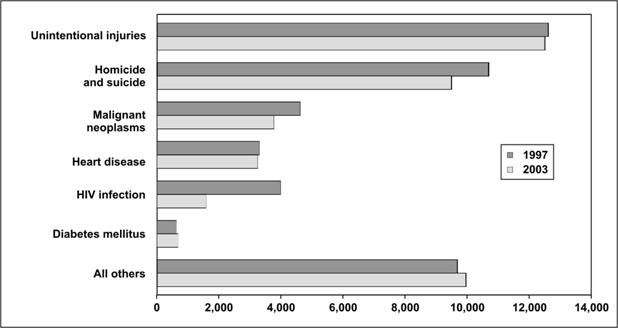 Unintentional injuries
Homicide
and suicide
Malignant
neoplasms
Heart disease
HIV infection
Diabetes mellitus
All others
1997
2003
0 2,000 4,000 6,000 8,000 10,000 12,000 14,000